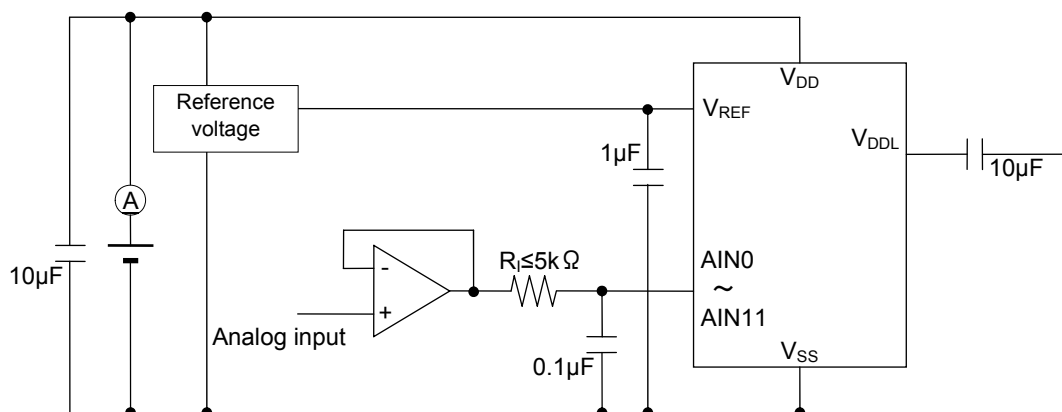 Reference
voltage
A
10µF
VDD
VREF
VDDL
1µF
10µF
-
+
Analog input
RI≤5kΩ
0.1µF
AIN0
~
AIN11
VSS